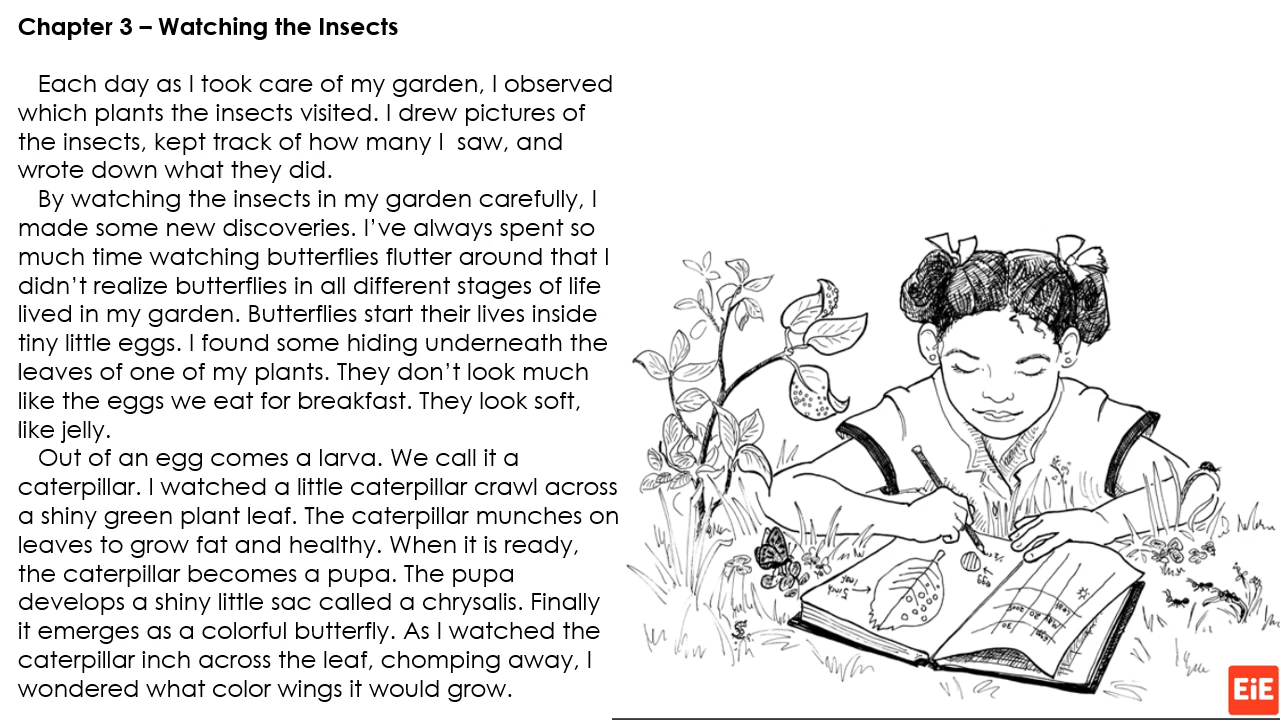 Chapter 3 – Watching the Insects
Each day as I took care of my garden, I observed
which plants the insects visited. I drew pictures of
the insects, kept track of how many I  saw, and
wrote down what they did.
By watching the insects in my garden carefully, I
made some new discoveries. I’ve always spent so
much time watching butterflies flutter around that I
didn’t realize butterflies in all different stages of life
lived in my garden. Butterflies start their lives inside
tiny little eggs. I found some hiding underneath the
leaves of one of my plants. They don’t look much
like the eggs we eat for breakfast. They look soft,
like jelly.
Out of an egg comes a larva. We call it a
caterpillar. I watched a little caterpillar crawl across
a shiny green plant leaf. The caterpillar munches on
leaves to grow fat and healthy. When it is ready,
the caterpillar becomes a pupa. The pupa
develops a shiny little sac called a chrysalis. Finally
it emerges as a colorful butterfly. As I watched the
caterpillar inch across the leaf, chomping away, I
wondered what color wings it would grow.
egg
EiE